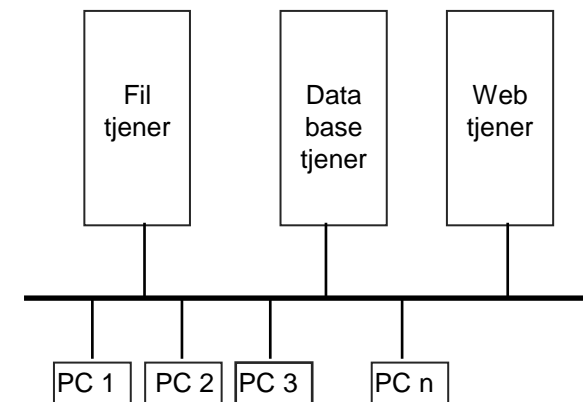 Fil
tjener
Data
base
tjener
Web
tjener
PC 1
PC 2
PC 3
PC n